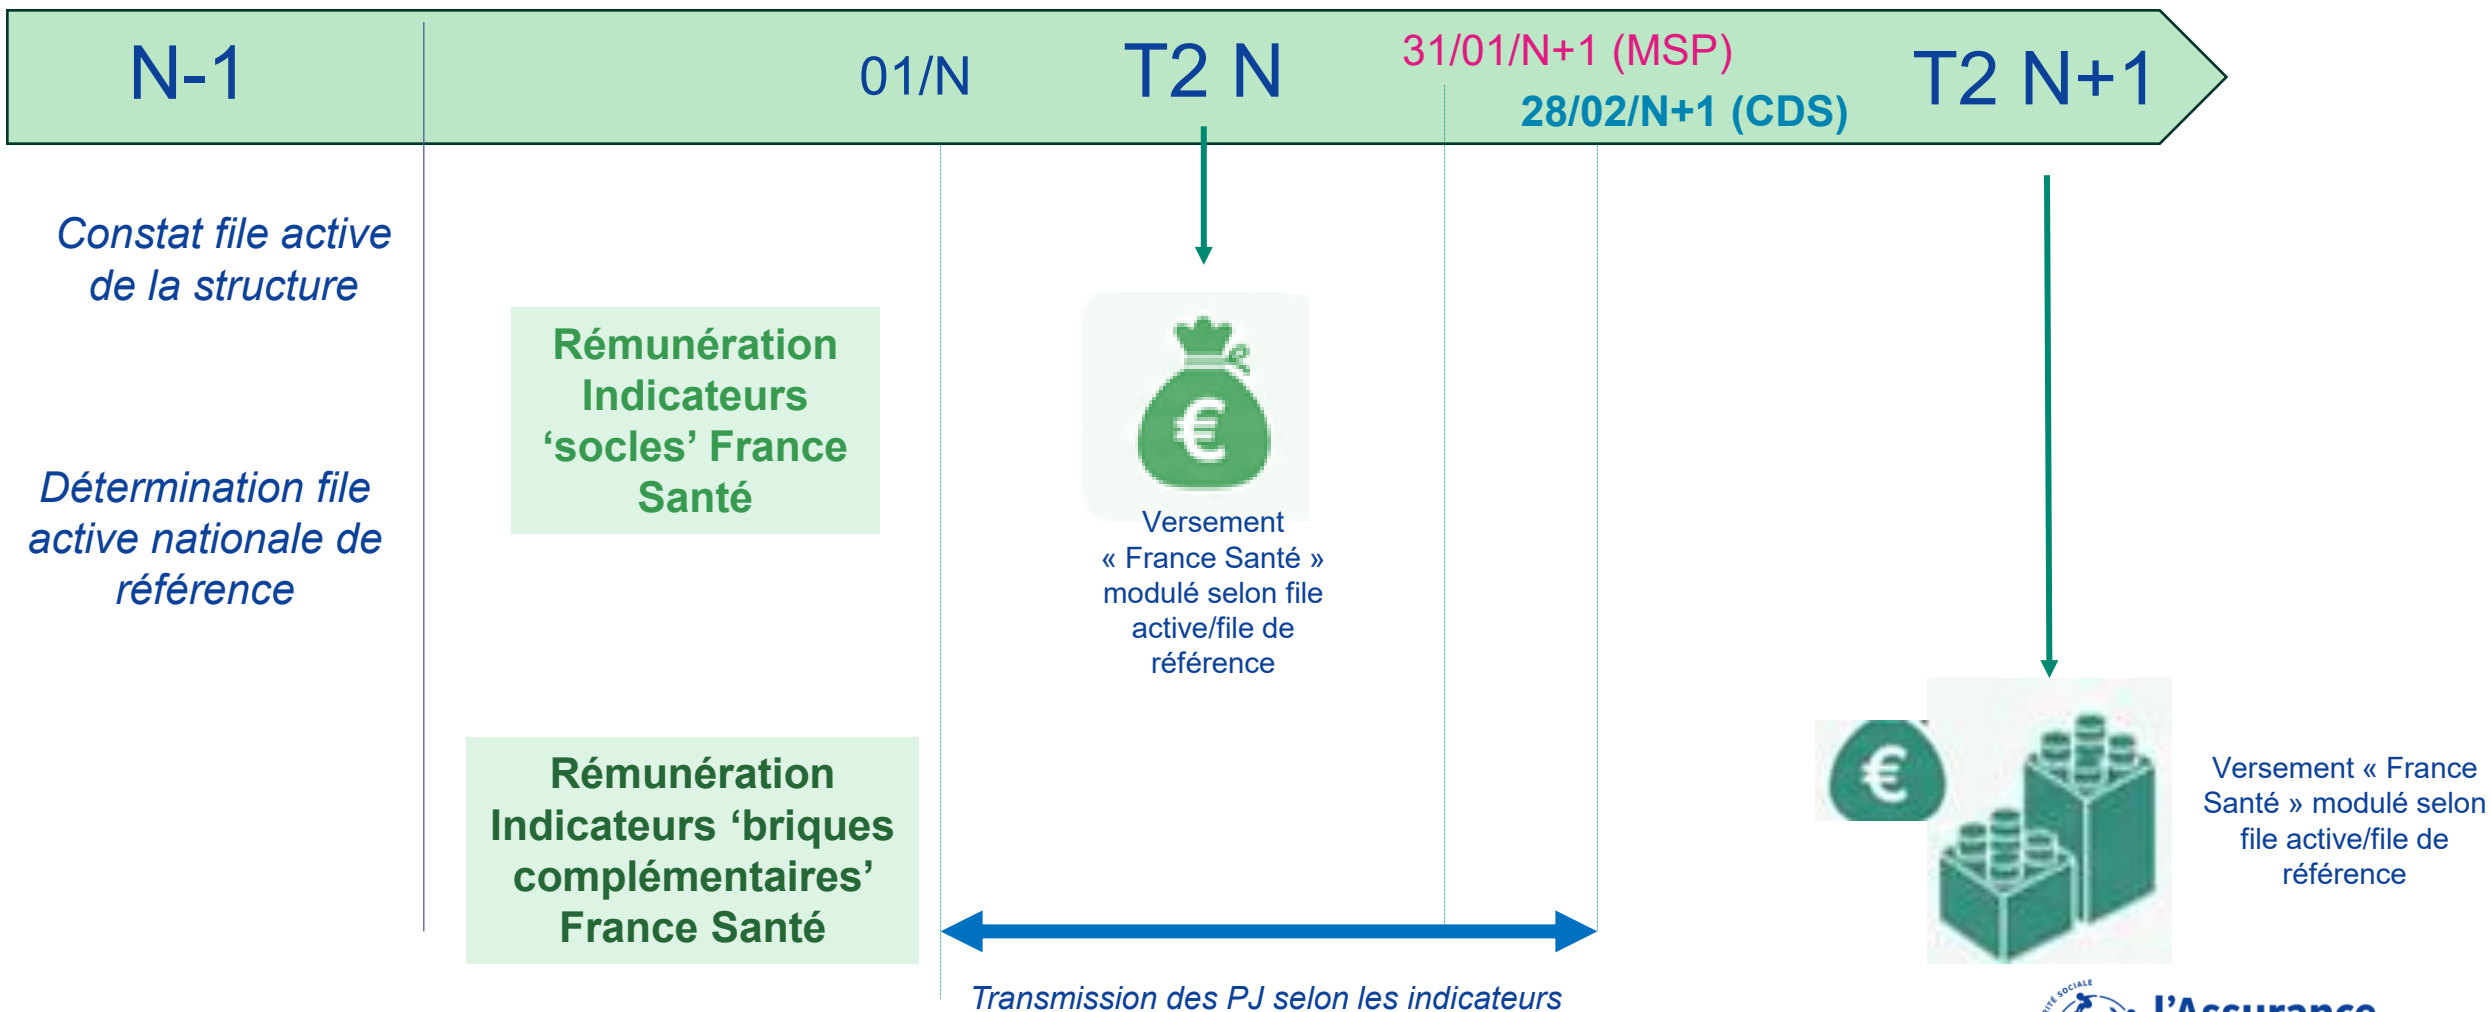 N-1
01/N
T2 N
31/01/N+1 (MSP)
28/02/N+1 (CDS)
T2 N+1
Constat file active
de la structure
Détermination file
active nationale de
référence
Rémunération
Indicateurs
‘socles’ France
Santé
€
Versement
« France Santé »
modulé selon file
active/file de
référence
Rémunération
Indicateurs ‘briques
complémentaires’
France Santé
€
Versement « France
Santé » modulé selon
file active/file de
référence
Transmission des PJ selon les indicateurs
SOCIALE
l’Assurance